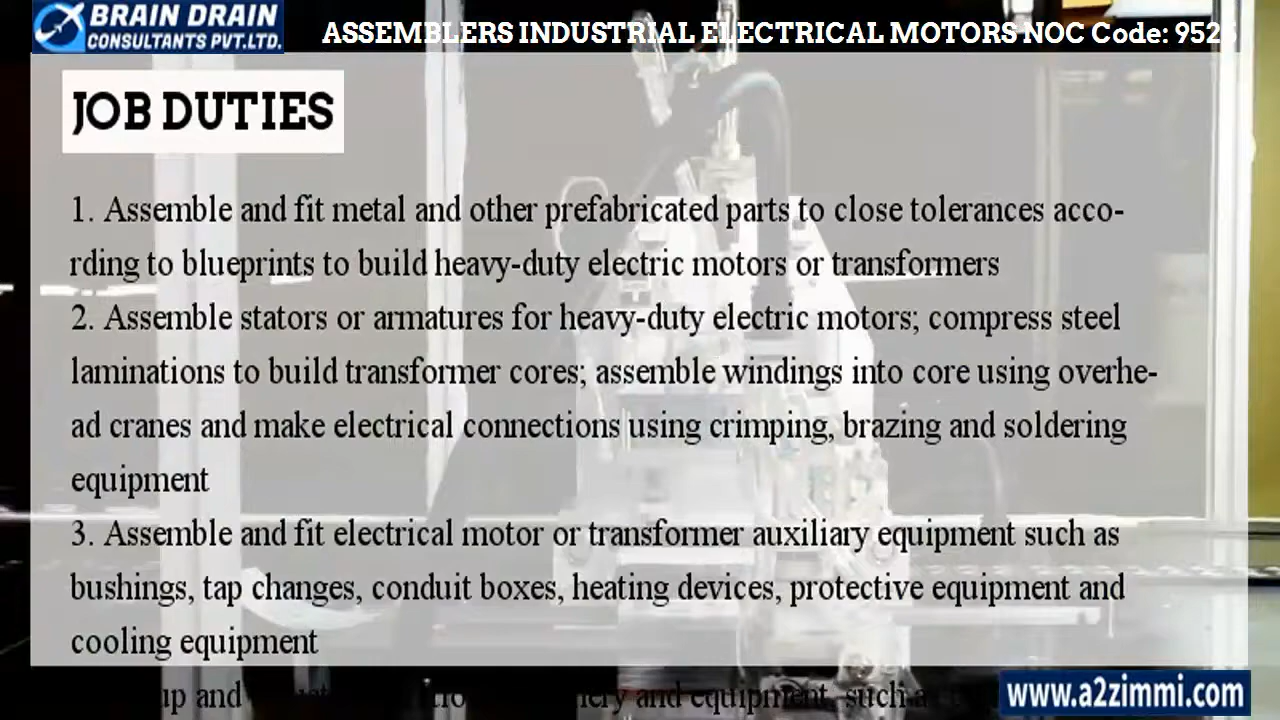 BRAIN DRAIN
CONSULTANTS PVT.LTD.
ASSEMBLERS INDUSTRIAL ELECTRICAL MOTORS NOC Code: 952
JOB DUTIES
1. Assemble and fit metal and other prefabricated parts to close tolerances acco-
rding to blueprints to build heavy-duty electric motors or transformers
2. Assemble stators or armatures for heavy-duty electric motors; compress steel
laminations to build transformer cores; assemble windings into core using overhe-
ad cranes and make electrical connections using crimping, brazing and soldering
equipment
3. Assemble and fit electrical motor or transformer auxiliary equipment such as
bushings, tap changes, conduit boxes, heating devices, protective equipment and
cooling equipment
up and and equipment, such
www.a2zimmi.com